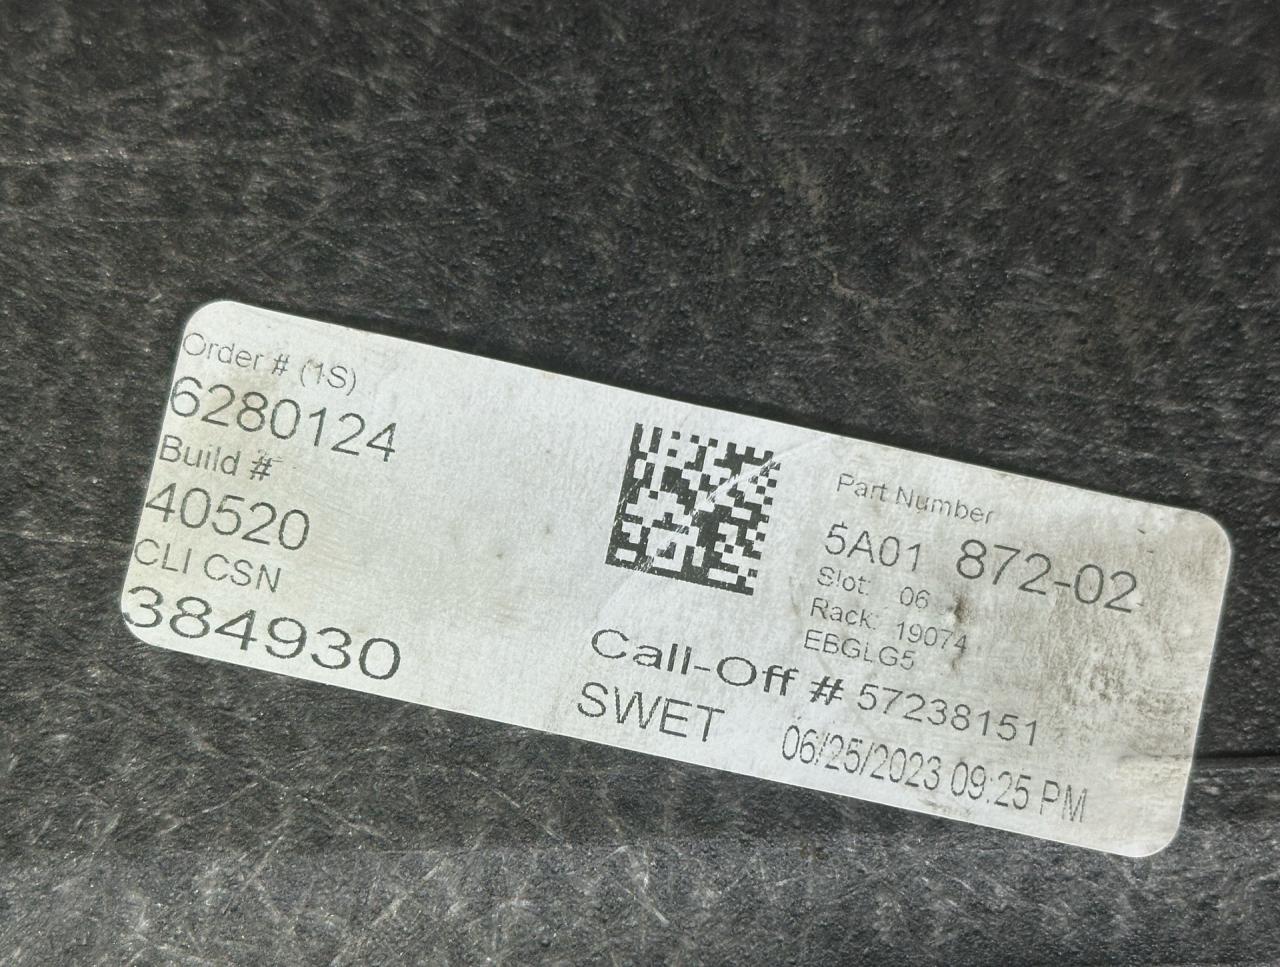 Order # (1S)
6280124
Build #
40520
CLI CSN
384930
Part Number
5A01 872-02
Slot: 06
Rack: 19074
EBGLG5
Call-Off # 57238151
SWET 06/25/2023 09:25 PM